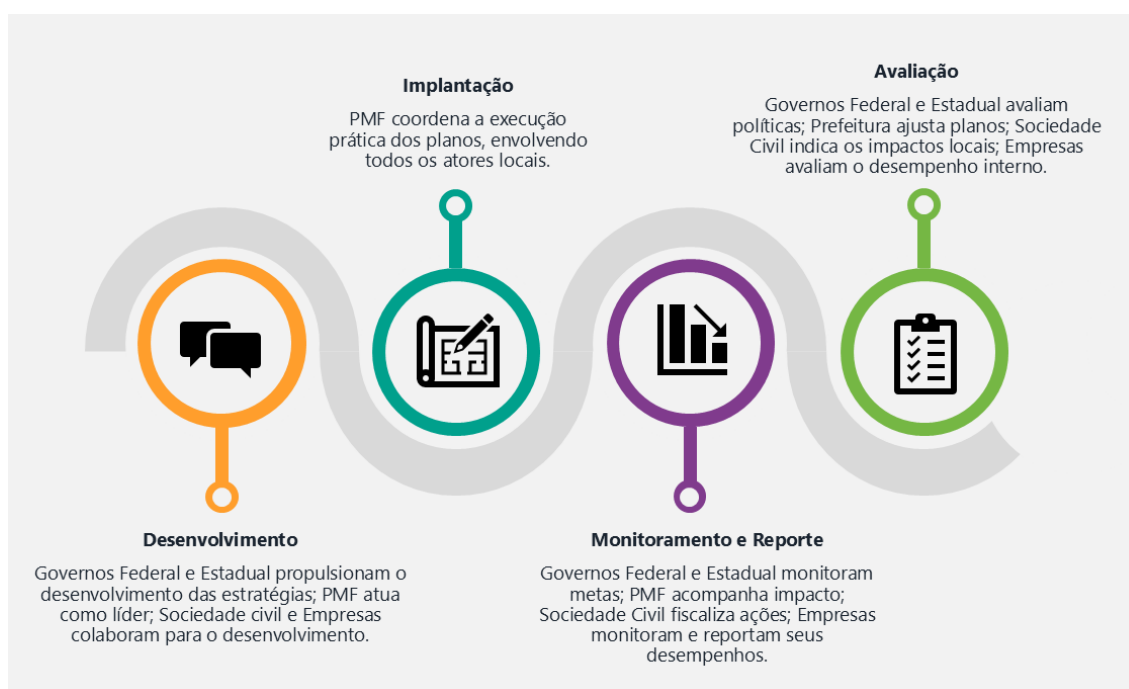 Desenvolvimento
Governos Federal e Estadual propulsionam o
desenvolvimento das estratégias; PMF atua
como líder; Sociedade civil e Empresas
colaboram para o desenvolvimento.
Implantação
PMF coordena a execução
prática dos planos, envolvendo
todos os atores locais.
Monitoramento e Reporte
Governos Federal e Estadual monitoram
metas; PMF acompanha impacto;
Sociedade Civil fiscaliza ações; Empresas
monitoram e reportam seus
desempenhos.
Avaliação
Governos Federal e Estadual avaliam
políticas; Prefeitura ajusta planos; Sociedade
Civil indica os impactos locais; Empresas
avaliam o desempenho interno.